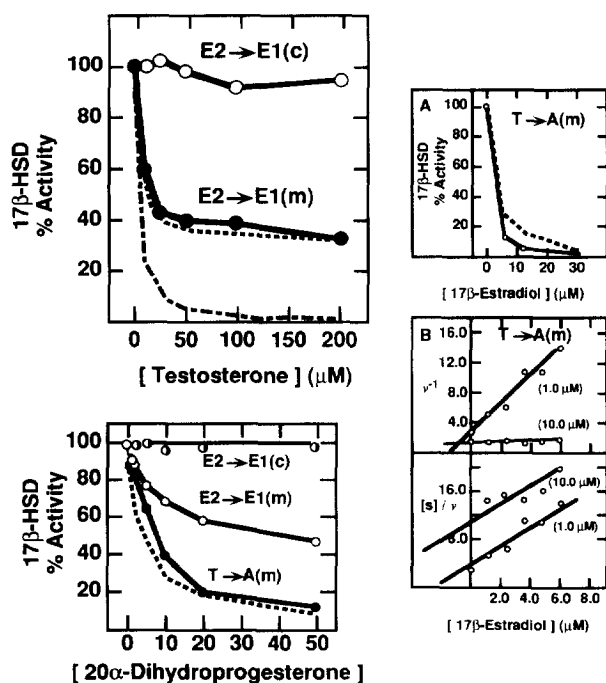 E2→E1(c)
100
80
60
40
20
17β-HSD
% Activity
E2→E1(m)
0 50 100 150 200
[ Testosterone ] (μM)
100
80
60
40
20
17β-HSD
% Activity
E2→E1(c)
E2→E1(m)
T→A(m)
0 10 20 30 40 50
[ 20α-Dihydroprogesterone ]
A
T→A(m)
100
80
60
40
20
17β-HSD
% Activity
0 10 20 30
[ 17β-Estradiol ] (μM)
B
T→A(m)
16.0
12.0
8.0
4.0
ν-1
(1.0 μM)
(10.0 μM)
16.0
8.0
[s] / ν
(10.0 μM)
(1.0 μM)
0 2.0 4.0 6.0 8.0
[ 17β-Estradiol ] (μM)